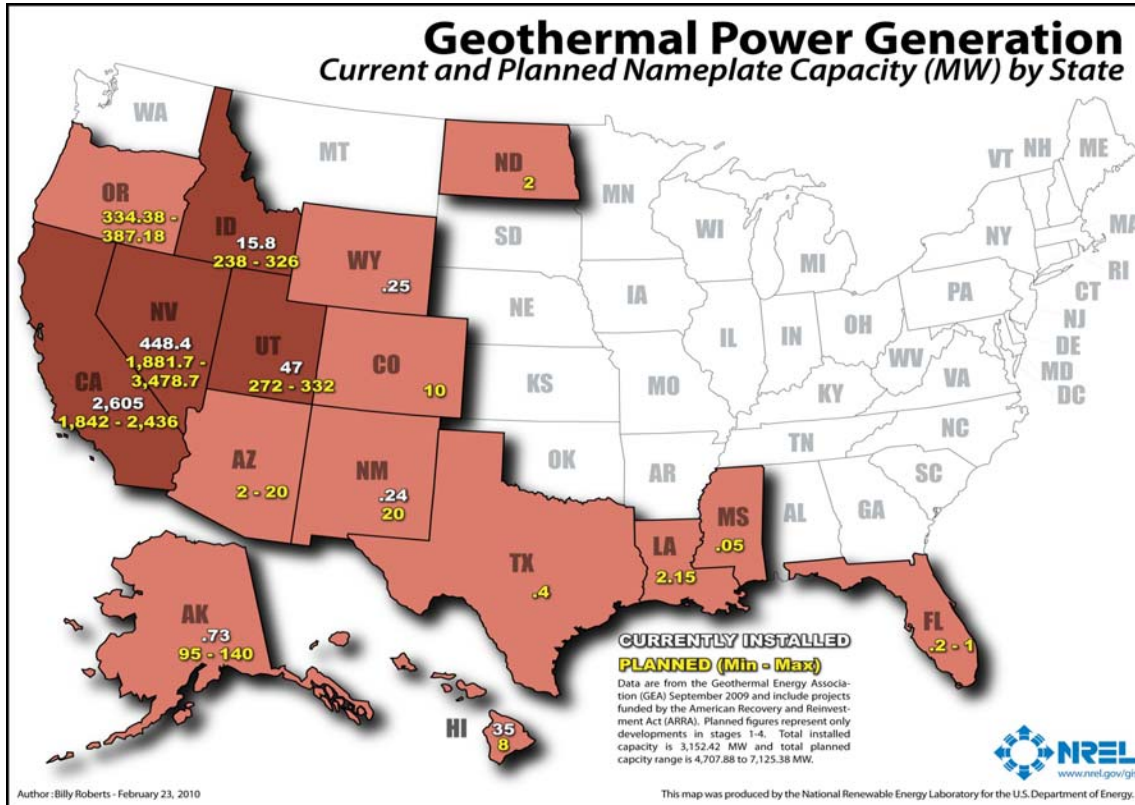 Geothermal Power Generation
Current and Planned Nameplate Capacity (MW) by State
WA
MT
ND
2
MN
VT
NH
ME
OR
334.38 -
387.18
ID
15.8
238 - 326
WY
.25
SD
WI
MI
NY
MA
RI
CT
NJ
DE
MD
DC
PA
NE
IA
IL
IN
OH
WV
VA
NV
448.4
1,881.7 -
3,478.7
UT
47
272 - 332
CO
10
KS
MO
KY
CA
2,605
1,842 - 2,436
AZ
2 - 20
NM
.24
20
OK
AR
TN
NC
SC
MS
.05
AL
GA
TX
.4
LA
2.15
FL
.2 - 1
AK
.73
95 - 140
HI
35
8
CURRENTLY INSTALLED
PLANNED (Min - Max)
Data are from the Geothermal Energy Associa-
tion (GEA) September 2009 and include projects
funded by the American Recovery and Reinvest-
ment Act (ARRA). Planned figures represent only
developments in stages 1-4. Total installed
capacity is 3,152.42 MW and total planned
capacity range is 4,707.88 to 7,125.38 MW.
NREL
www.nrel.gov/gis
Author : Billy Roberts - February 23, 2010
This map was produced by the National Renewable Energy Laboratory for the U.S. Department of Energy.